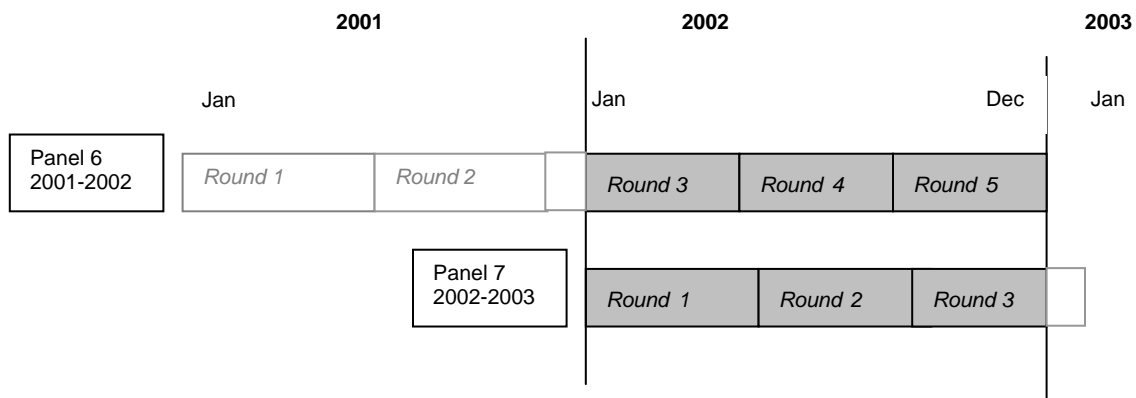 2001 2002 2003
Jan Jan Dec Jan
Panel 6
2001-2002
Round 1 Round 2 Round 3 Round 4 Round 5
Panel 7
2002-2003
Round 1 Round 2 Round 3